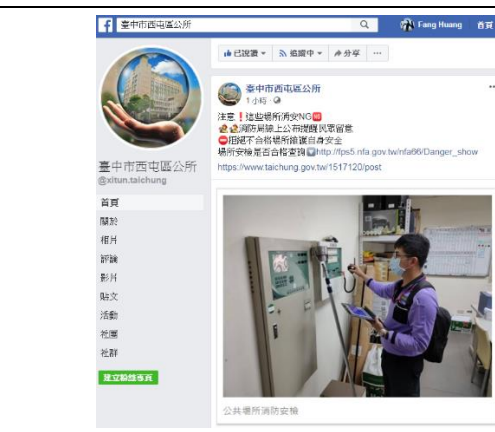 臺中市西屯區公所
Fang Huang 首頁
已說讚 追蹤中 分享 ...
臺中市西屯區公所
1小時
注意！這些場所消安NG
消防局線上公布提醒民眾留意
拒絕不合格場所維護自身安全
場所安檢是否合格查詢 http://fps5.nfa.gov.tw/nfa66/Danger_show
https://www.taichung.gov.tw/1517120/post
臺中市西屯區公所
@xitun.taichung
首頁
關於
相片
評論
影片
貼文
活動
社團
社群
建立粉絲專頁
公共場所消防安檢